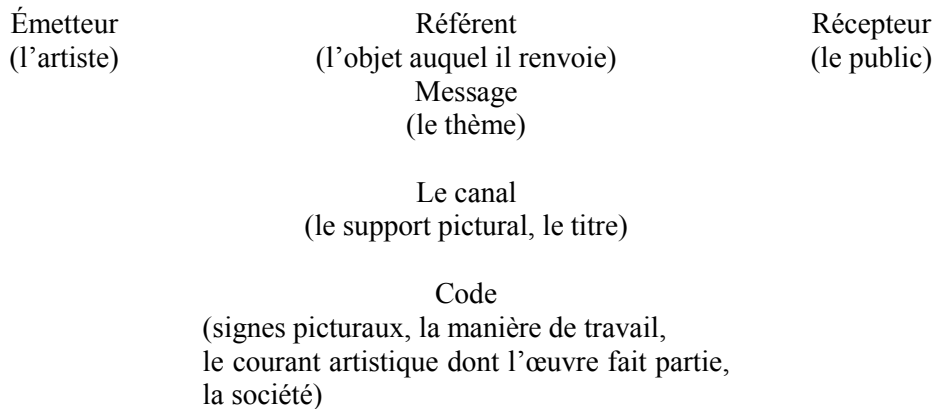 Émetteur Référent Récepteur
(l’artiste) (l’objet auquel il renvoie) (le public)
Message
(le thème)
Le canal
(le support pictural, le titre)
Code
(signes picturaux, la manière de travail,
le courant artistique dont l’œuvre fait partie,
la société)